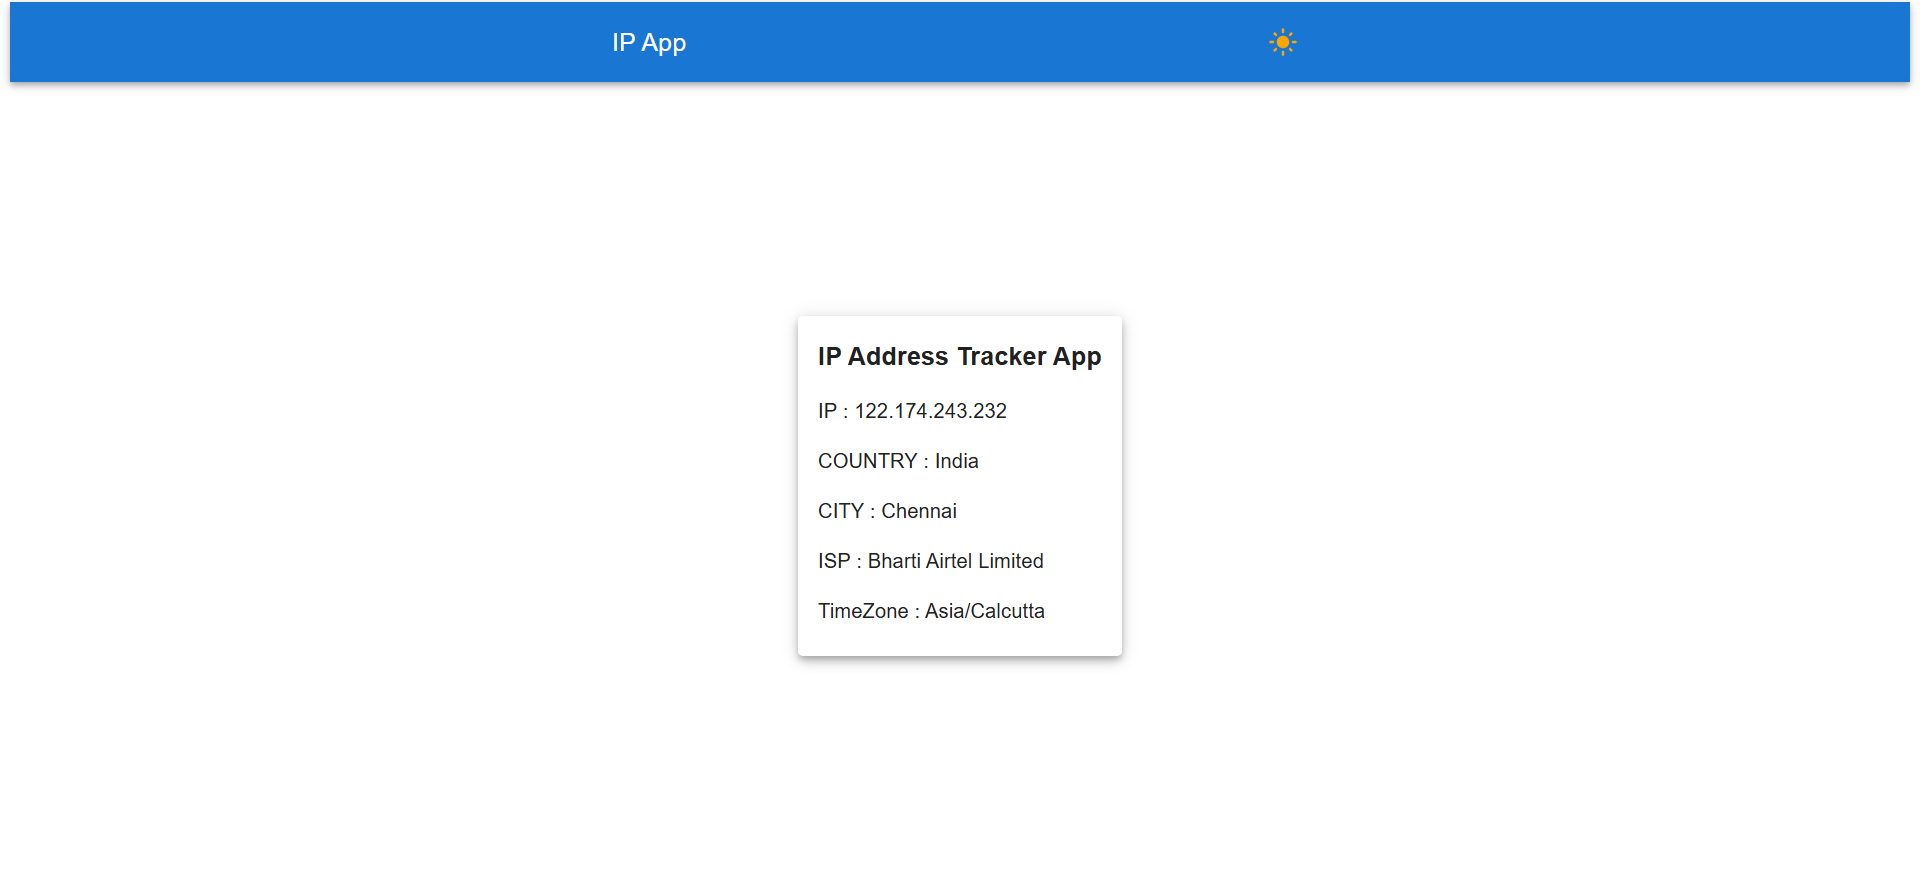 IP App
IP Address Tracker App
IP : 122.174.243.232
COUNTRY : India
CITY : Chennai
ISP : Bharti Airtel Limited
TimeZone : Asia/Calcutta